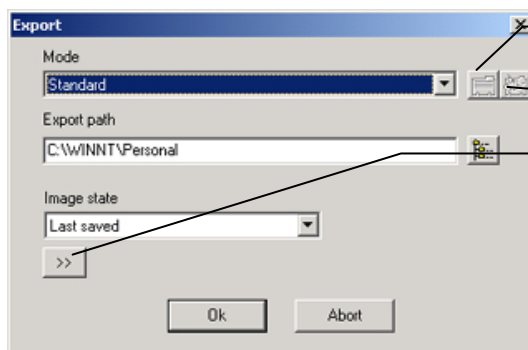 Export
Mode
Standard
Export path
C:\WINNT\Personal
Image state
Last saved
>>
Ok
Abort